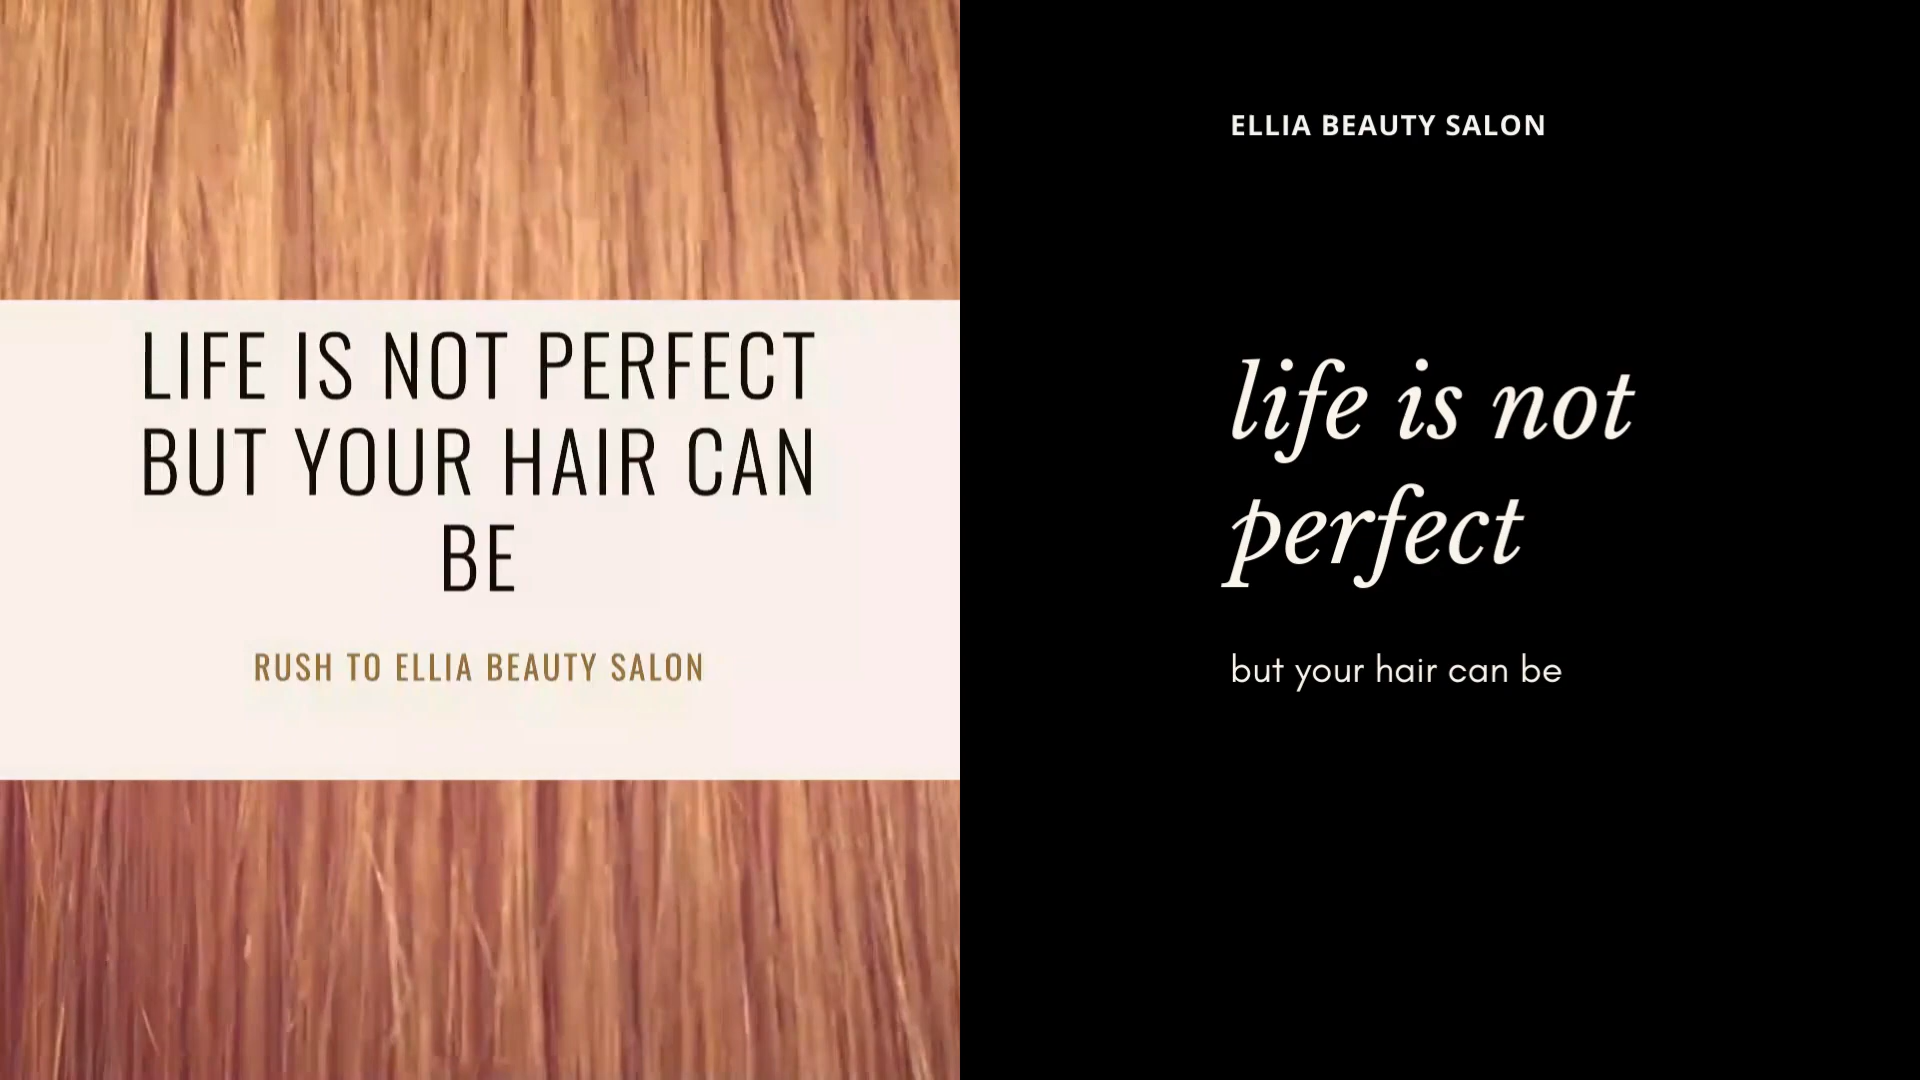 LIFE IS NOT PERFECT
BUT YOUR HAIR CAN
BE
RUSH TO ELLIA BEAUTY SALON
ELLIA BEAUTY SALON
life is not
perfect
but your hair can be